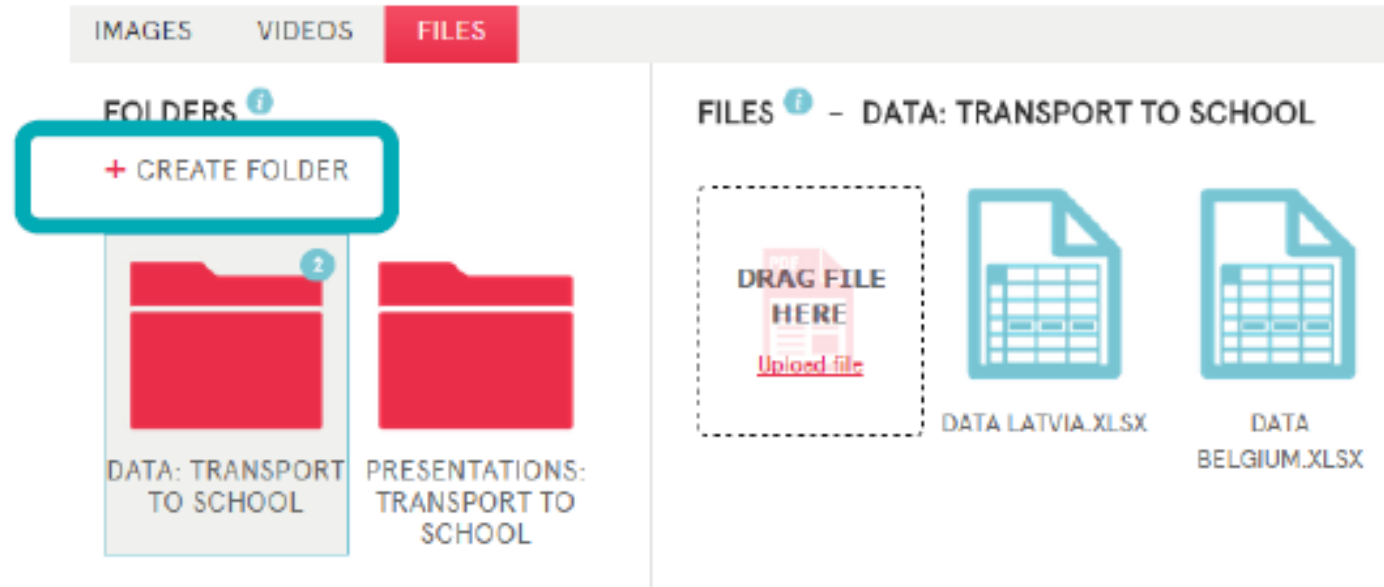 IMAGES VIDEOS FILES
FOLDERS i
+ CREATE FOLDER
2
DATA: TRANSPORT
TO SCHOOL
PRESENTATIONS:
TRANSPORT TO
SCHOOL
FILES i - DATA: TRANSPORT TO SCHOOL
PDF
DRAG FILE
HERE
Upload file
DATA LATVIA.XLSX
DATA
BELGIUM.XLSX